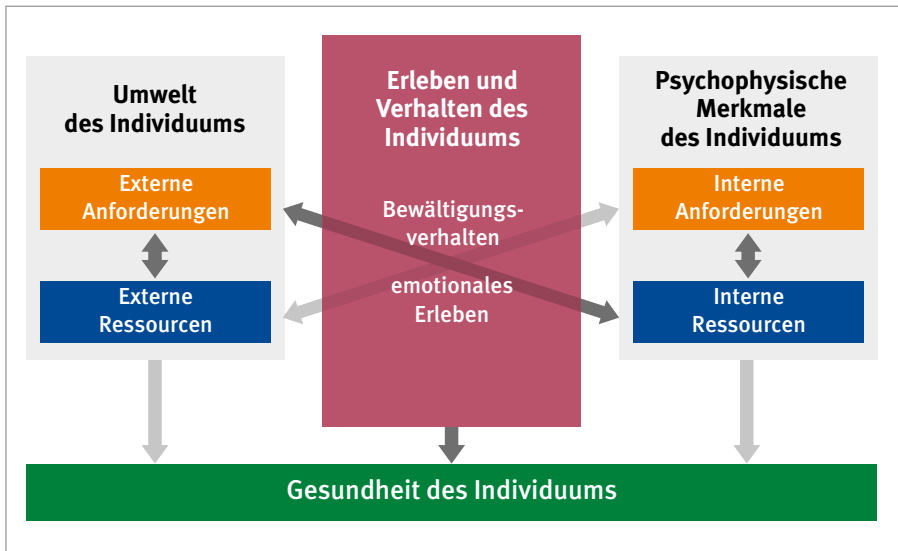 Umwelt
des Individuums
Externe
Anforderungen
Externe
Ressourcen
Erleben und
Verhalten des
Individuums
Bewältigungs-
verhalten
emotionales
Erleben
Psychophysische
Merkmale
des Individuums
Interne
Anforderungen
Interne
Ressourcen
Gesundheit des Individuums